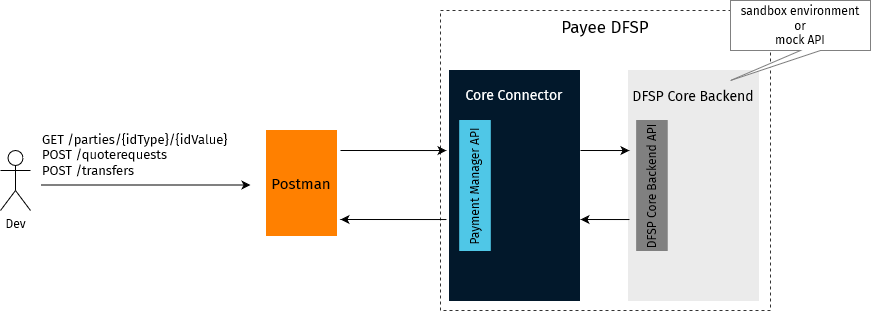 sandbox environment
or
mock API
Payee DFSP
Core Connector
DFSP Core Backend
GET /parties/{idType}/{idValue}
POST /quoterequests
POST /transfers
Postman
Payment Manager API
DFSP Core Backend API
Dev